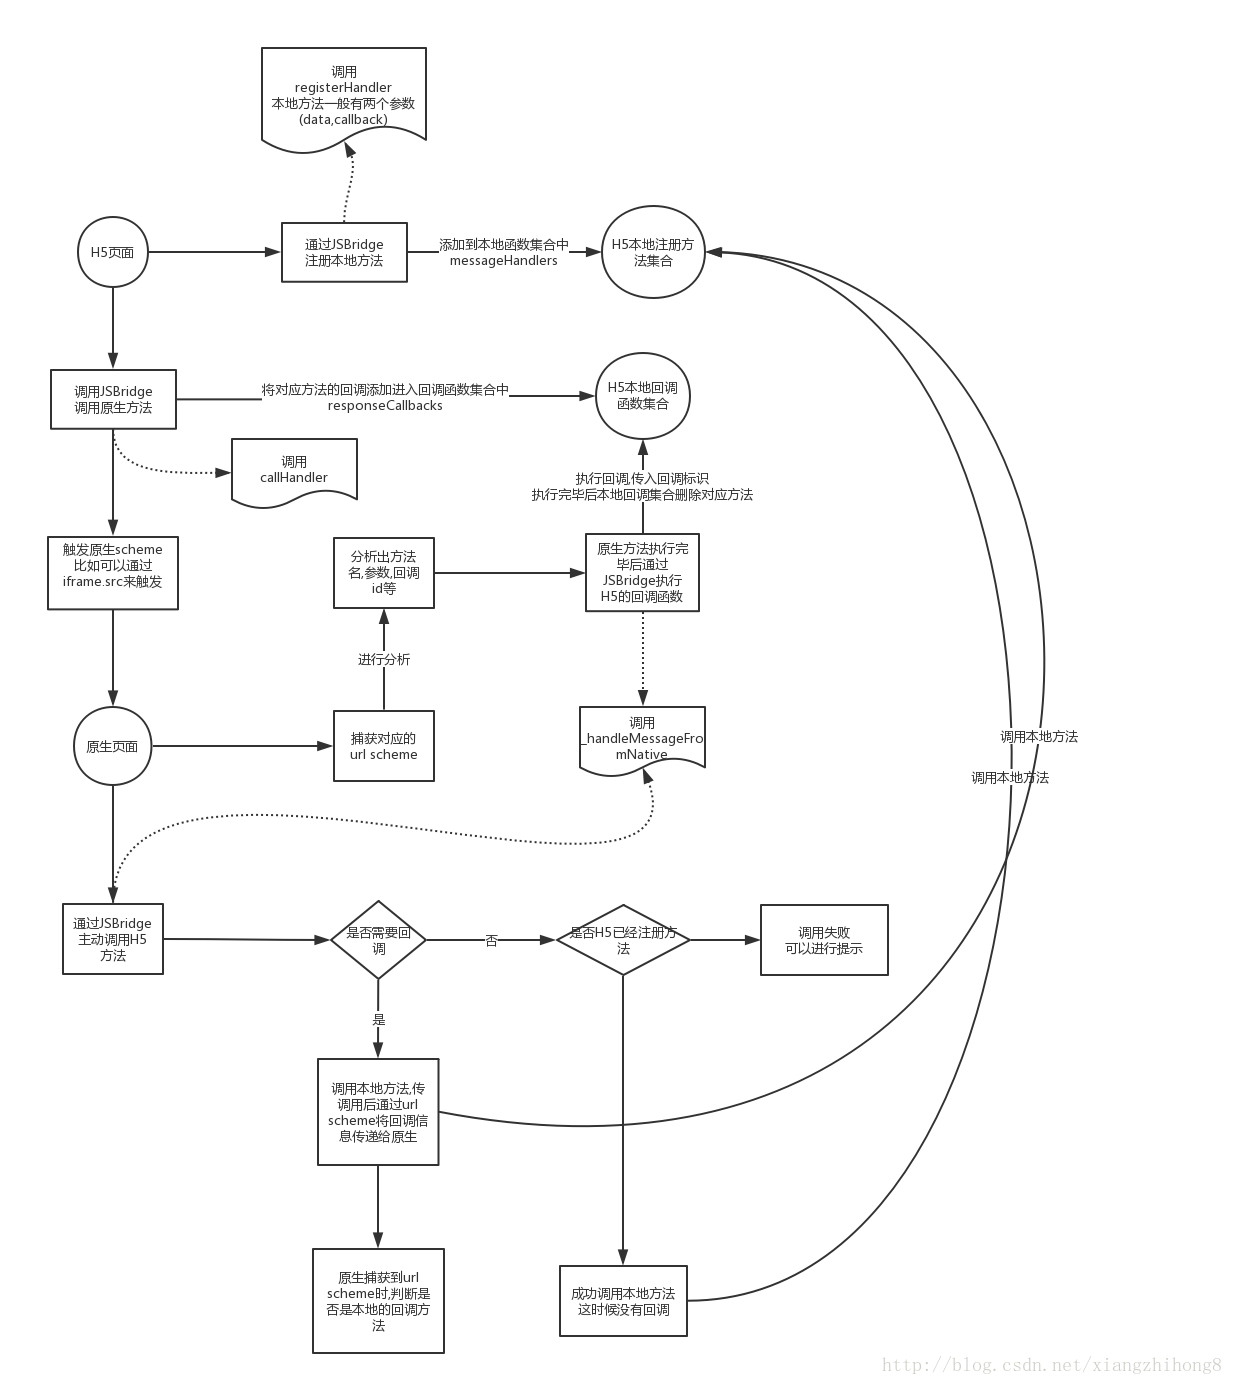 调用
registerHandler
本地方法一般有两个参数
(data,callback)
H5页面
通过JSBridge
注册本地方法
添加到本地函数集合中
messageHandlers
H5本地注册方
法集合
调用JSBridge
调用原生方法
将对应方法的回调添加进入回调函数集合中
responseCallbacks
H5本地回调
函数集合
调用
callHandler
执行回调,传入回调标识
执行完毕后本地回调集合删除对应方法
触发原生scheme
比如可以通过
iframe.src来触发
分析出方法
名,参数,回调
id等
原生方法执行完
毕后通过
JSBridge执行
H5的回调函数
进行分析
原生页面
捕获对应的
url scheme
调用
_handleMessageFro
mNative
调用本地方法
调用本地方法
通过JSBridge
主动调用H5
方法
是否需要回
调
否
是否H5已经注册方
法
调用失败
可以进行提示
是
调用本地方法,传
调用后通过url
scheme将回调信
息传递给原生
原生捕获到url
scheme时,判断是
否是本地的回调方
法
成功调用本地方法
这时候没有回调
http://blog.csdn.net/xiangzhihong8